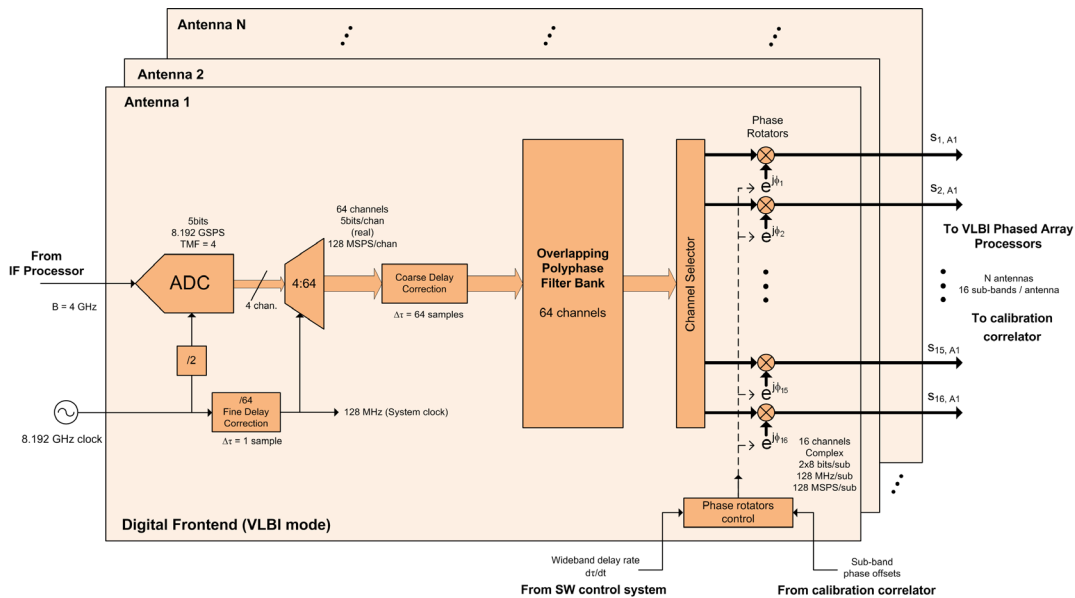 Antenna N
Antenna 2
Antenna 1
Phase
Rotators
S1, A1
ejϕ1
S2, A1
ejϕ2
64 channels
5bits/chan
(real)
128 MSPS/chan
5bits
8.192 GSPS
TMF = 4
From
IF Processor
B = 4 GHz
ADC
4 chan.
4:64
Coarse Delay
Correction
Δτ = 64 samples
Overlapping
Polyphase
Filter Bank
64 channels
Channel Selector
To VLBI Phased Array
Processors
N antennas
16 sub-bands / antenna
To calibration
correlator
/2
S15, A1
ejϕ15
S16, A1
ejϕ16
8.192 GHz clock
/64
Fine Delay
Correction
Δτ = 1 sample
128 MHz (System clock)
16 channels
Complex
2x8 bits/sub
128 MHz/sub
128 MSPS/sub
Digital Frontend (VLBI mode)
Phase rotators
control
Wideband delay rate
dτ/dt
From SW control system
Sub-band
phase offsets
From calibration correlator